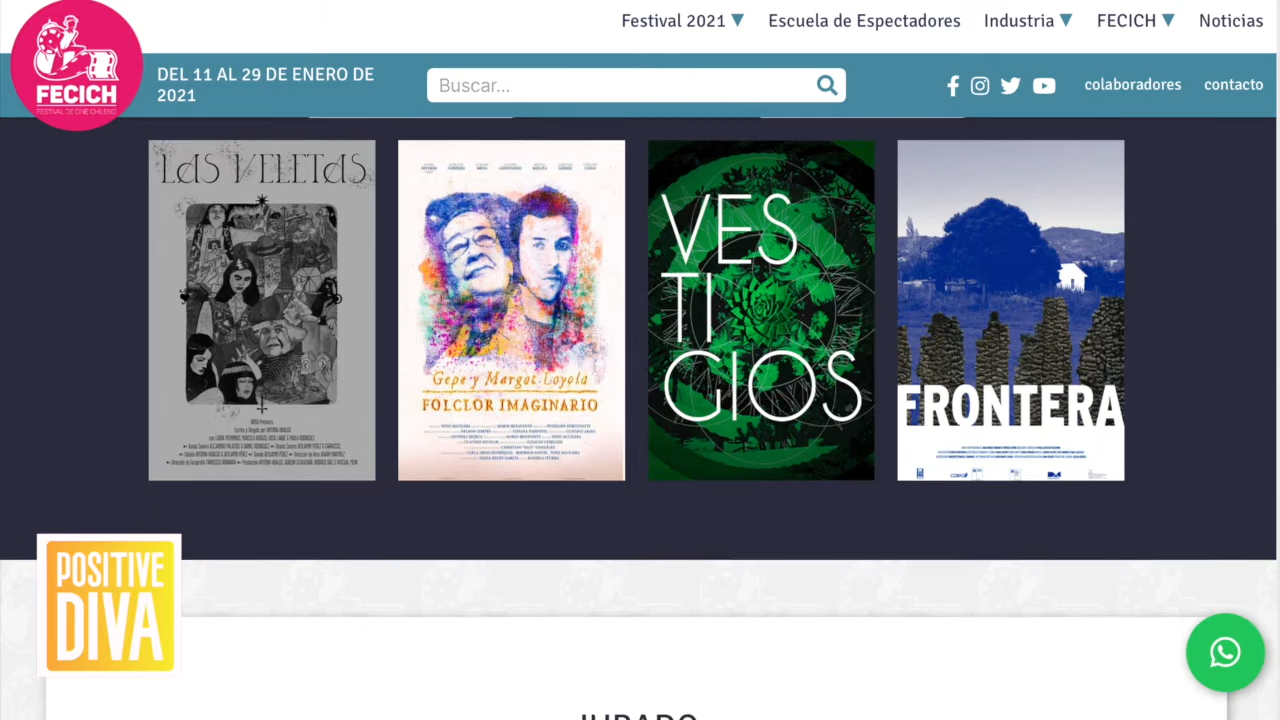 Festival 2021 ▼ Escuela de Espectadores Industria ▼ FECICH ▼ Noticias
FECICH
FESTIVAL DE CINE CHILENO
DEL 11 AL 29 DE ENERO DE
2021
Buscar...
colaboradores contacto
LAS VELETAS
Gepe y Margot Loyola
FOLCLOR IMAGINARIO
VES
TI
GIOS
FRONTERA
POSITIVE
DIVA
JURADO